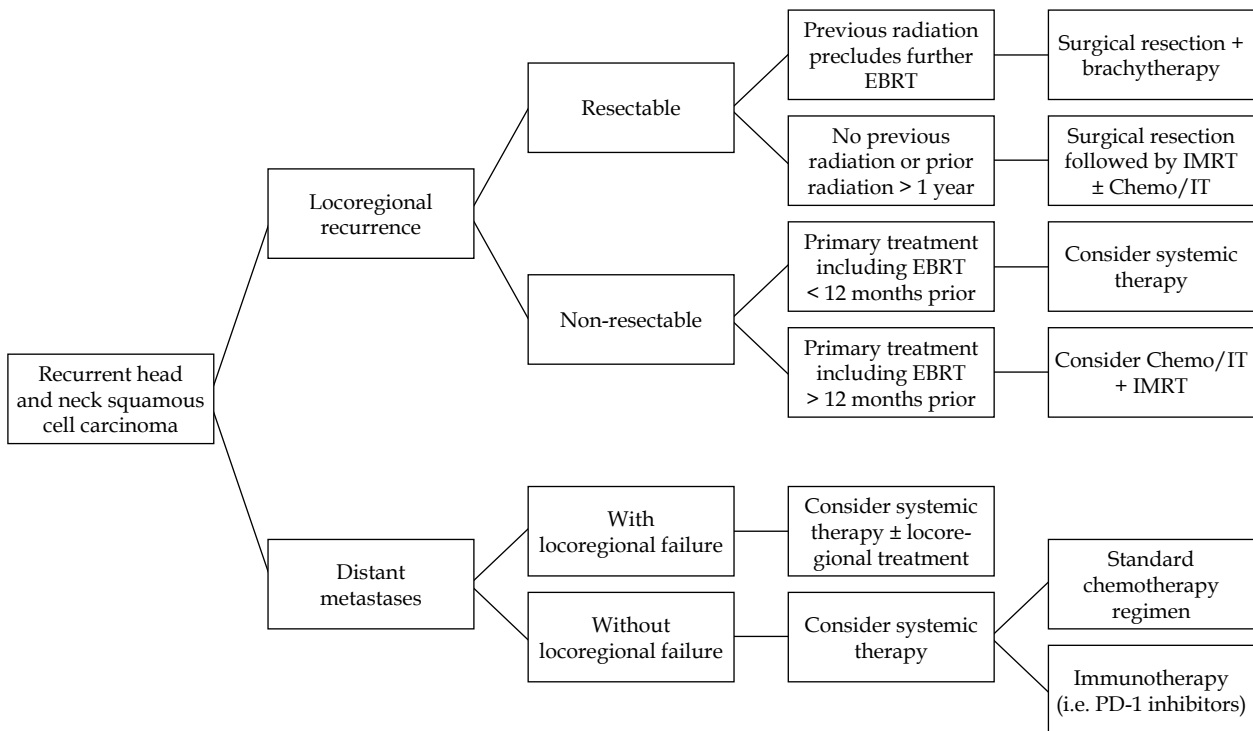 Recurrent head
and neck squamous
cell carcinoma
Locoregional
recurrence
Resectable
Previous radiation
precludes further
EBRT
Surgical resection +
brachytherapy
No previous
radiation or prior
radiation > 1 year
Surgical resection
followed by IMRT
± Chemo/IT
Non-resectable
Primary treatment
including EBRT
< 12 months prior
Consider systemic
therapy
Primary treatment
including EBRT
> 12 months prior
Consider Chemo/IT
+ IMRT
Distant
metastases
With
locoregional failure
Consider systemic
therapy ± locore-
gional treatment
Without
locoregional failure
Consider systemic
therapy
Standard
chemotherapy
regimen
Immunotherapy
(i.e. PD-1 inhibitors)